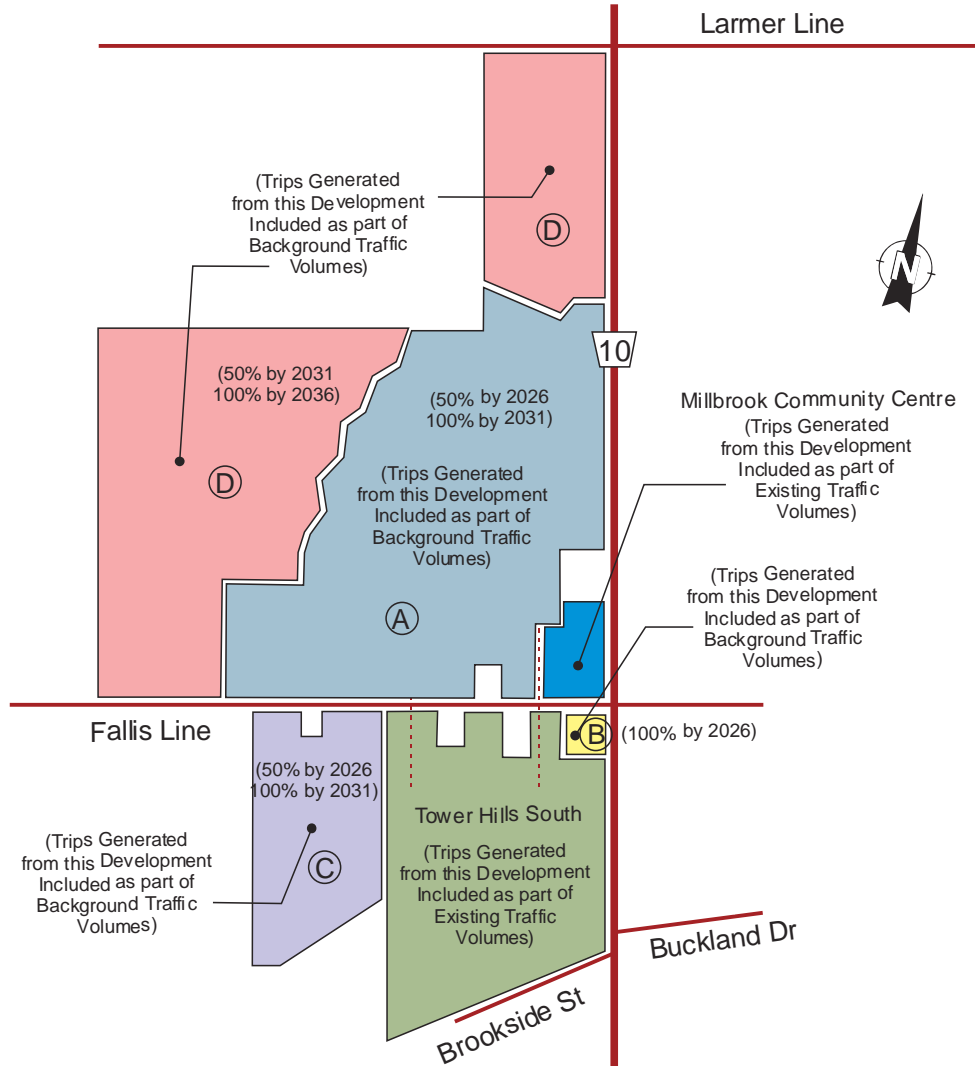 Larmer Line
(Trips Generated
from this Development
Included as part of
Background Traffic
Volumes)
D
N
10
(50% by 2031
100% by 2036)
(50% by 2026
100% by 2031)
Millbrook Community Centre
(Trips Generated
from this Development
Included as part of
Existing Traffic
Volumes)
D
(Trips Generated
from this Development
Included as part of
Background Traffic
Volumes)
(Trips Generated
from this Development
Included as part of
Background Traffic
Volumes)
A
Fallis Line
B
(100% by 2026)
(50% by 2026
100% by 2031)
Tower Hills South
(Trips Generated
from this Development
Included as part of
Existing Traffic
Volumes)
(Trips Generated
from this Development
Included as part of
Background Traffic
Volumes)
C
Buckland Dr
Brookside St